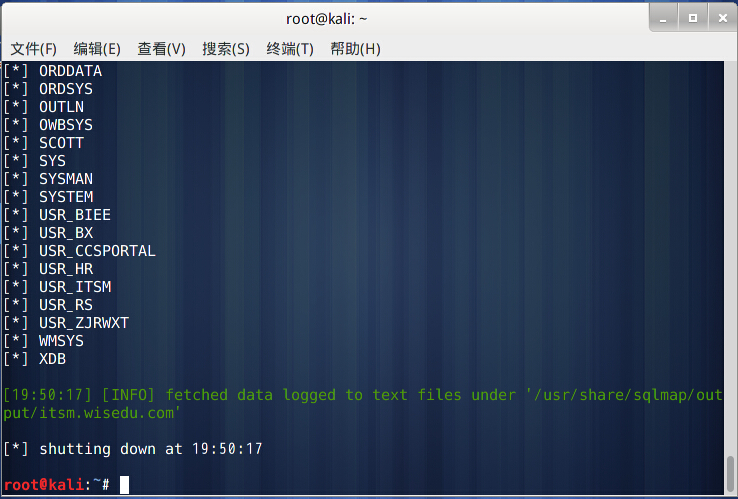 root@kali: ~
文件(F) 编辑(E) 查看(V) 搜索(S) 终端(T) 帮助(H)
[*] ORDDATA
[*] ORDSYS
[*] OUTLN
[*] OWBSYS
[*] SCOTT
[*] SYS
[*] SYSMAN
[*] SYSTEM
[*] USR_BIEE
[*] USR_BX
[*] USR_CCSPORTAL
[*] USR_HR
[*] USR_ITSM
[*] USR_RS
[*] USR_ZJRWXT
[*] WMSYS
[*] XDB
[19:50:17] [INFO] fetched data logged to text files under '/usr/share/sqlmap/out
put/itsm.wisedu.com'
[*] shutting down at 19:50:17
root@kali:~#